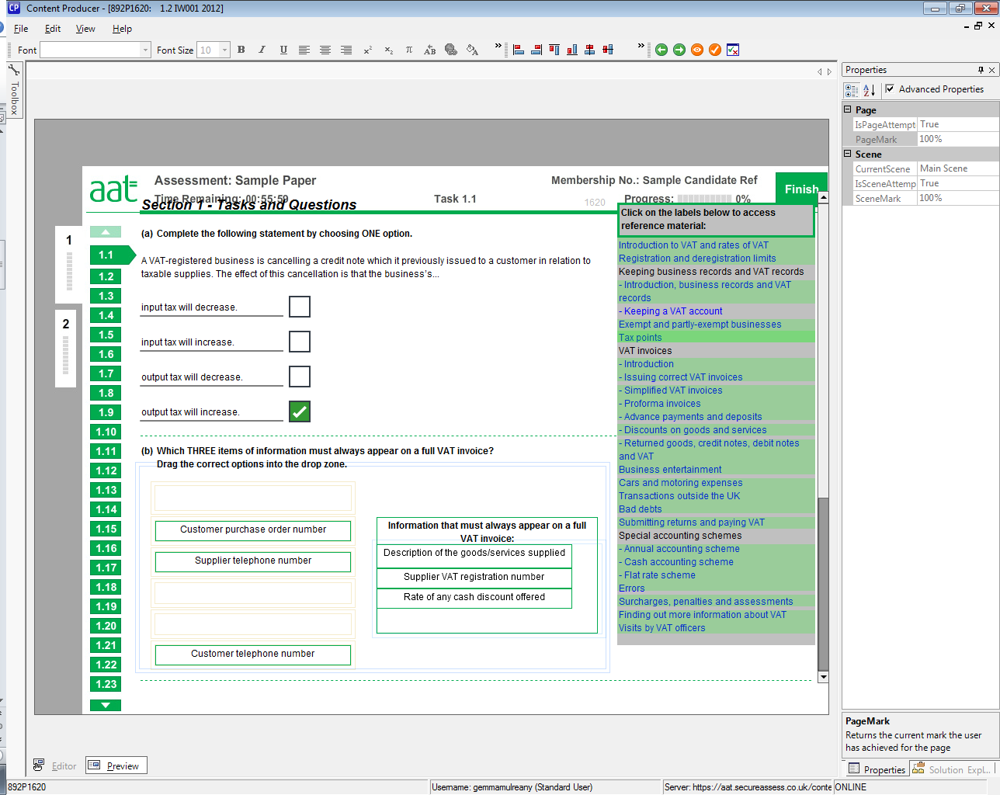 Content Producer - [892P1620:    1.2 IW001 2012]
File Edit View Help
Font Font Size 10 B I U
Toolbox
aat
Assessment: Sample Paper
Membership No.: Sample Candidate Ref
Time Remaining: 00:55:59
Task 1.1
1620
Progress: 0%
Finish
Section 1 - Tasks and Questions
1
2
1.1
1.2
1.3
1.4
1.5
1.6
1.7
1.8
1.9
1.10
1.11
1.12
1.13
1.14
1.15
1.16
1.17
1.18
1.19
1.20
1.21
1.22
1.23
(a) Complete the following statement by choosing ONE option.
A VAT-registered business is cancelling a credit note which it previously issued to a customer in relation to
taxable supplies. The effect of this cancellation is that the business's...
input tax will decrease.
input tax will increase.
output tax will decrease.
output tax will increase.
(b) Which THREE items of information must always appear on a full VAT invoice?
Drag the correct options into the drop zone.
Customer purchase order number
Supplier telephone number
Customer telephone number
Information that must always appear on a full
VAT invoice:
Description of the goods/services supplied
Supplier VAT registration number
Rate of any cash discount offered
Click on the labels below to access
reference material:
Introduction to VAT and rates of VAT
Registration and deregistration limits
Keeping business records and VAT records
- Introduction, business records and VAT
records
- Keeping a VAT account
Exempt and partly-exempt businesses
Tax points
VAT invoices
- Introduction
- Issuing correct VAT invoices
- Simplified VAT invoices
- Proforma invoices
- Advance payments and deposits
- Discounts on goods and services
- Returned goods, credit notes, debit notes
and VAT
Business entertainment
Cars and motoring expenses
Transactions outside the UK
Bad debts
Submitting returns and paying VAT
Special accounting schemes
- Annual accounting scheme
- Cash accounting scheme
- Flat rate scheme
Errors
Surcharges, penalties and assessments
Finding out more information about VAT
Visits by VAT officers
Properties
Advanced Properties
Page
IsPageAttempt True
PageMark 100%
Scene
CurrentScene Main Scene
IsSceneAttemp True
SceneMark 100%
PageMark
Returns the current mark the user
has achieved for the page
Properties Solution Expl...
Editor Preview
892P1620
Username: gemmamulreany (Standard User)
Server: https://aat.secureassess.co.uk/conte
ONLINE